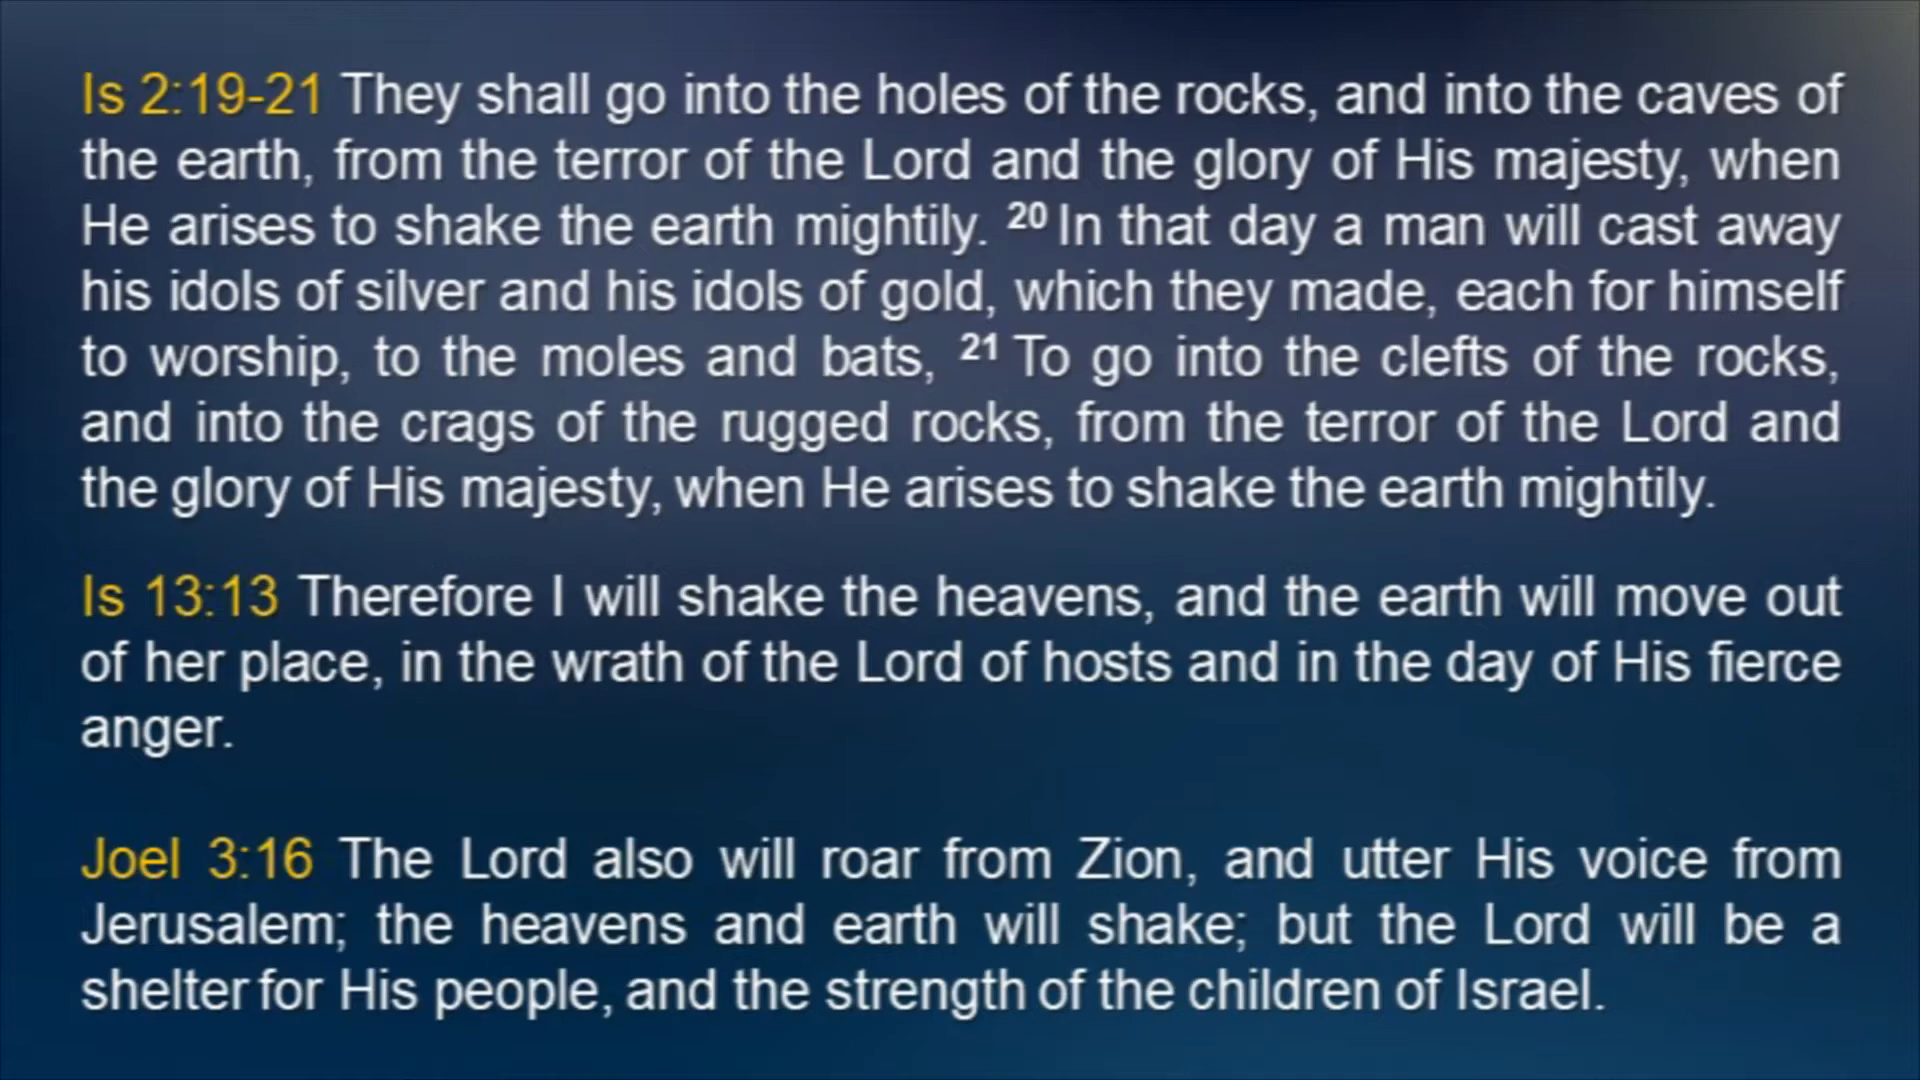 Is 2:19-21 They shall go into the holes of the rocks, and into the caves of
the earth, from the terror of the Lord and the glory of His majesty, when
He arises to shake the earth mightily. 20 In that day a man will cast away
his idols of silver and his idols of gold, which they made, each for himself
to worship, to the moles and bats, 21 To go into the clefts of the rocks,
and into the crags of the rugged rocks, from the terror of the Lord and
the glory of His majesty, when He arises to shake the earth mightily.
Is 13:13 Therefore I will shake the heavens, and the earth will move out
of her place, in the wrath of the Lord of hosts and in the day of His fierce
anger.
Joel 3:16 The Lord also will roar from Zion, and utter His voice from
Jerusalem; the heavens and earth will shake; but the Lord will be a
shelter for His people, and the strength of the children of Israel.